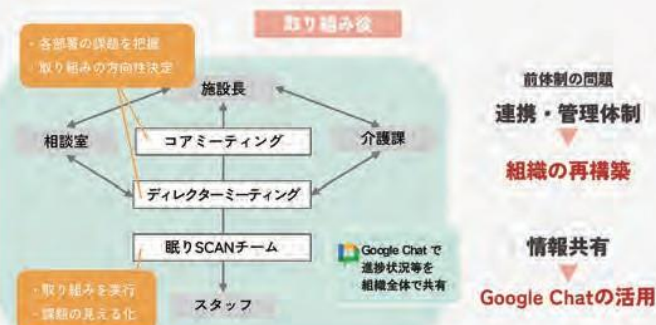 取り組み後
・各部署の課題を把握
・取り組みの方向性決定
施設長
相談室
コアミーティング
介護課
ディレクターミーティング
眠りSCANチーム
Google Chat で
進捗状況等を
組織全体で共有
・取り組みを実行
・課題の見える化
スタッフ
前体制の問題
連携・管理体制
組織の再構築
情報共有
Google Chatの活用